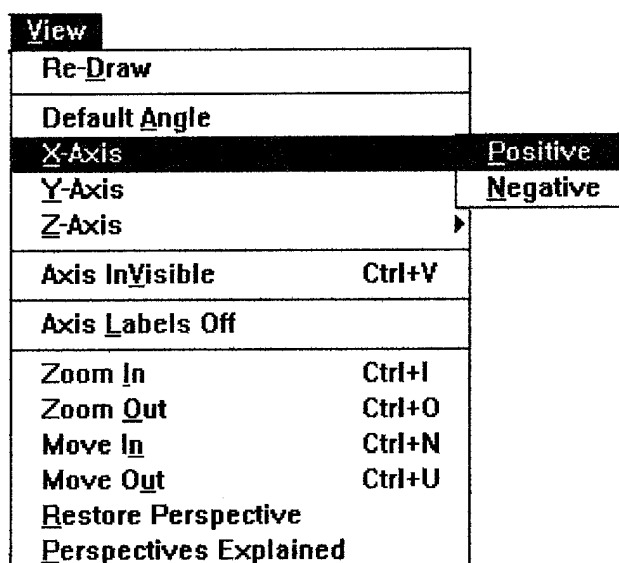 View
Re-Draw
Default Angle
X-Axis
Positive
Y-Axis
Negative
Z-Axis
Axis InVisible Ctrl+V
Axis Labels Off
Zoom In Ctrl+I
Zoom Out Ctrl+O
Move In Ctrl+N
Move Out Ctrl+U
Restore Perspective
Perspectives Explained